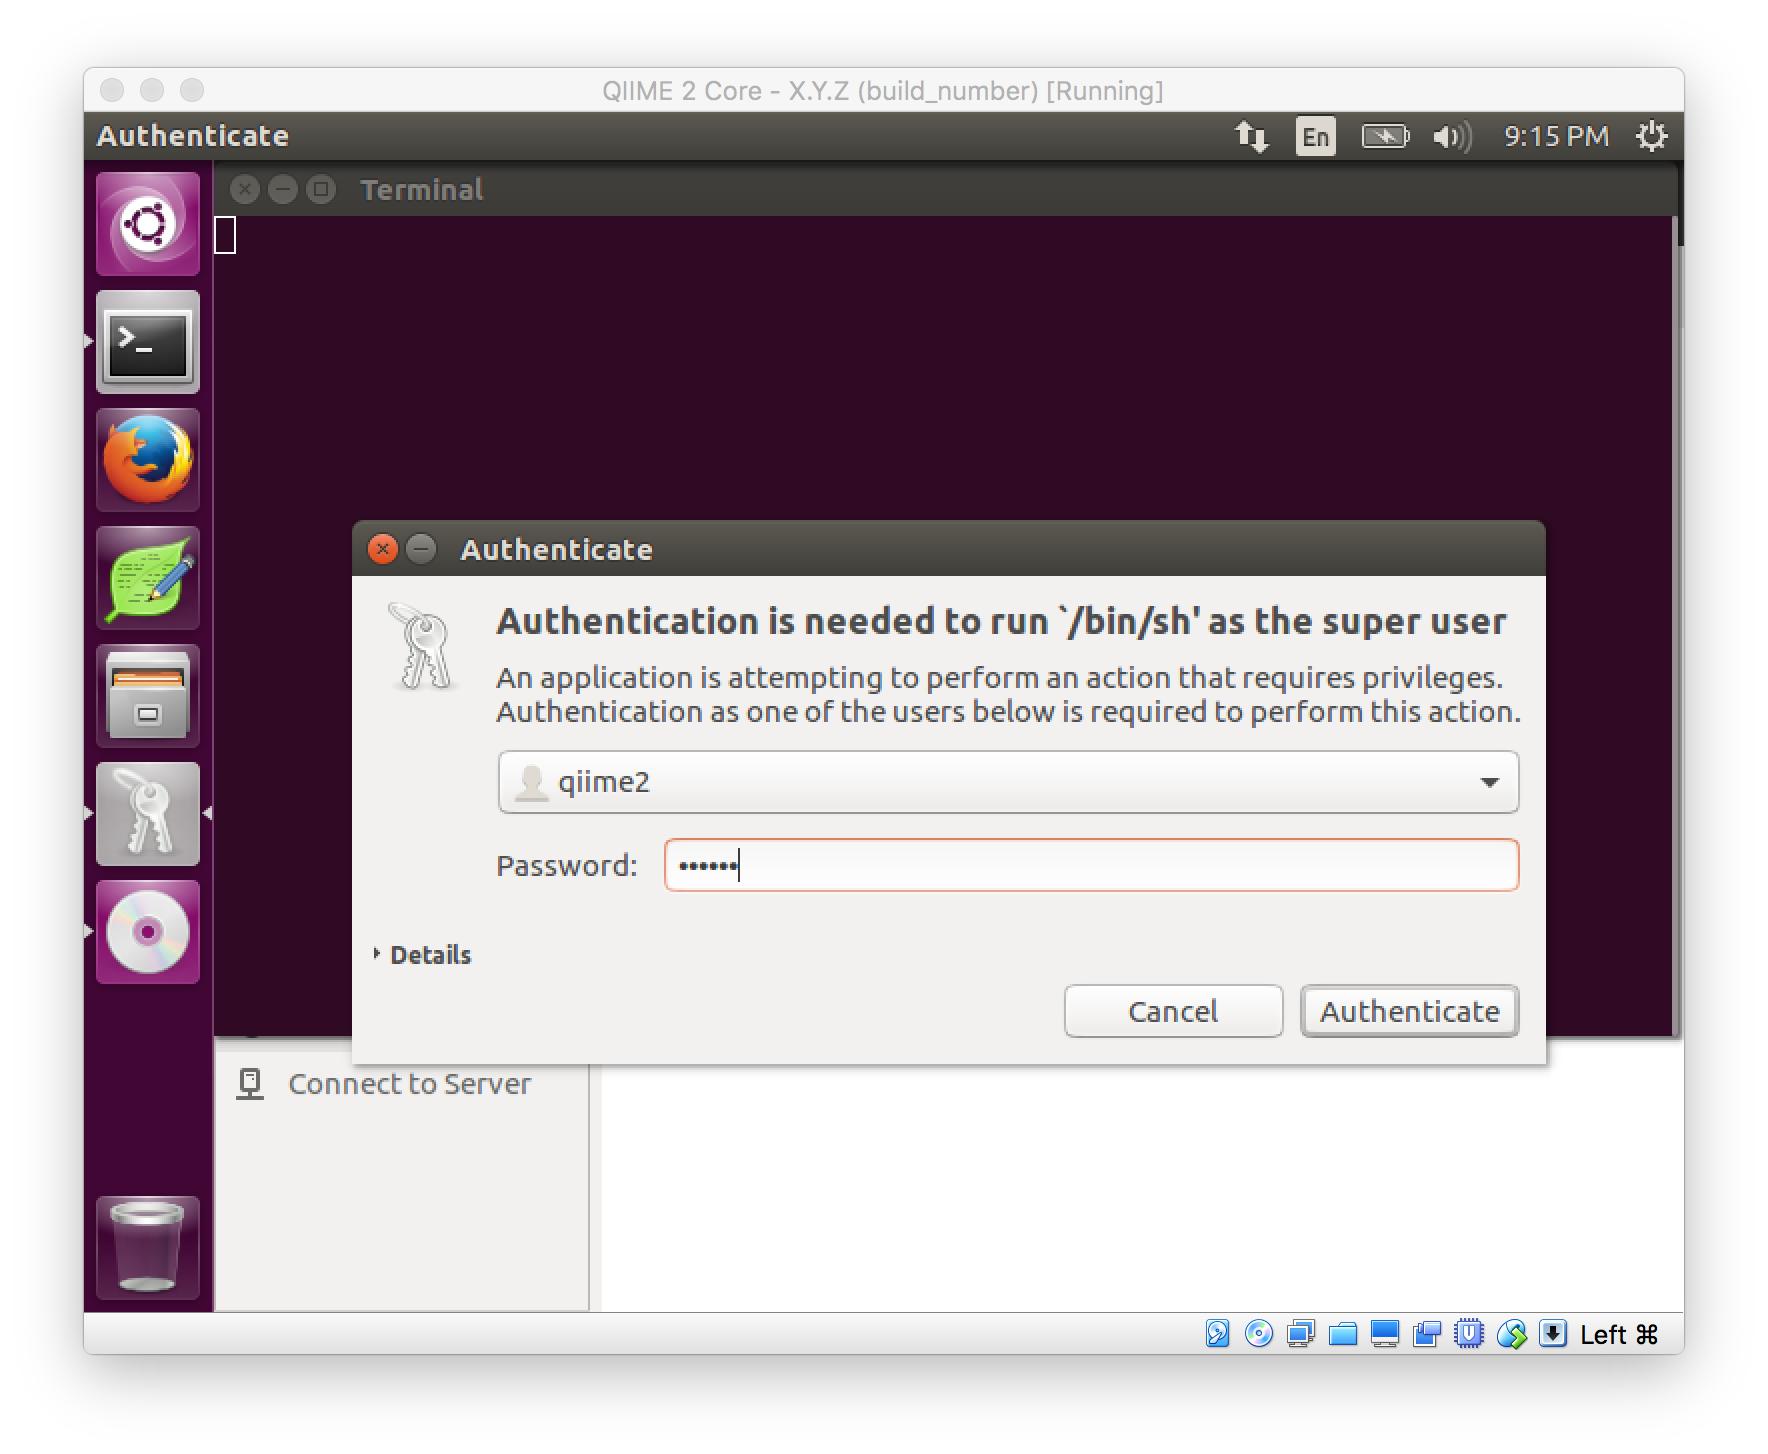 QIIME 2 Core - X.Y.Z (build_number) [Running]
Authenticate
En
9:15 PM
Terminal
>_
Authenticate
Authentication is needed to run `/bin/sh' as the super user
An application is attempting to perform an action that requires privileges.
Authentication as one of the users below is required to perform this action.
qiime2
Password: ••••••
Details
Cancel
Authenticate
Connect to Server
Left ⌘